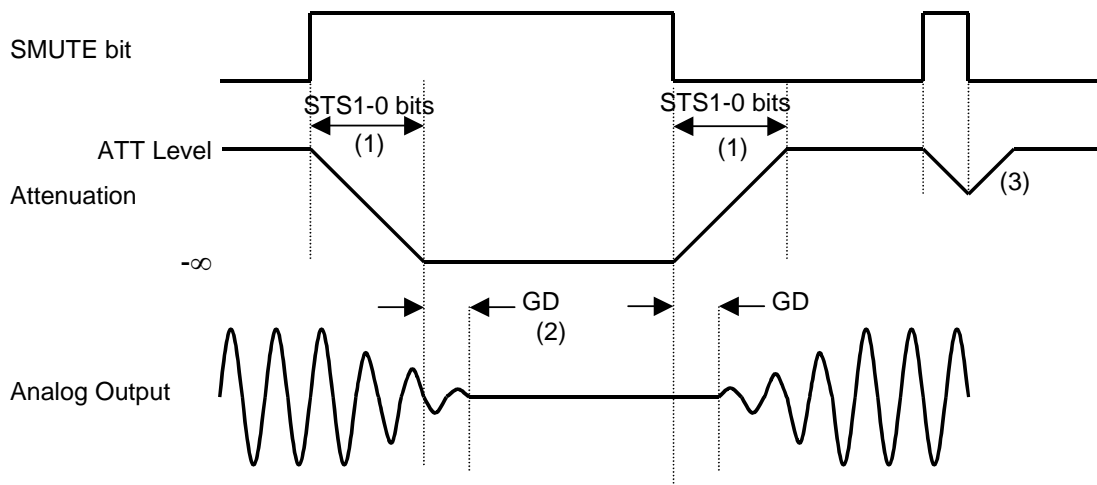 SMUTE bit
STS1-0 bits
STS1-0 bits
(1)
(1)
ATT Level
(3)
Attenuation
-∞
GD
GD
(2)
Analog Output